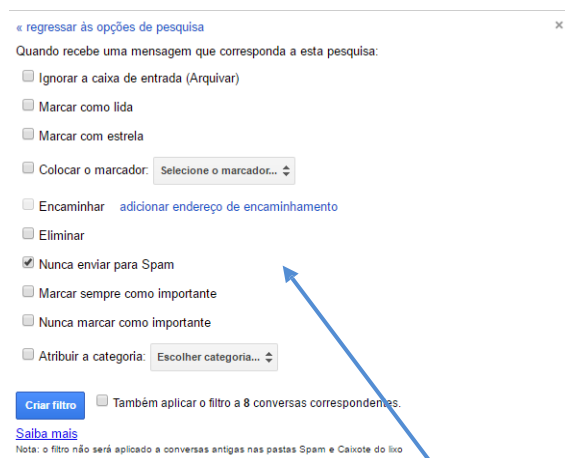 « regressar às opções de pesquisa ×
Quando recebe uma mensagem que corresponda a esta pesquisa:
Ignorar a caixa de entrada (Arquivar)
Marcar como lida
Marcar com estrela
Colocar o marcador: Selecione o marcador...
Encaminhar adicionar endereço de encaminhamento
Eliminar
Nunca enviar para Spam
Marcar sempre como importante
Nunca marcar como importante
Atribuir a categoria: Escolher categoria...
Criar filtro Também aplicar o filtro a 8 conversas correspondentes.
Saiba mais
Nota: o filtro não será aplicado a conversas antigas nas pastas Spam e Caixote do lixo